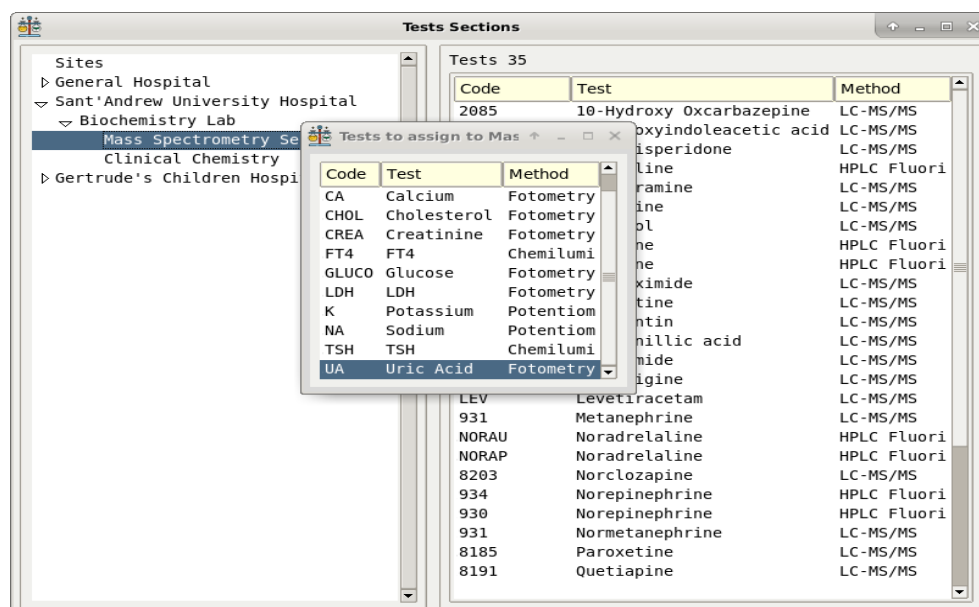 Tests Sections
Sites
General Hospital
Sant'Andrew University Hospital
Biochemistry Lab
Mass Spectrometry Se
Clinical Chemistry
Gertrude's Children Hospi
Tests to assign to Mas
Code Test Method
CA Calcium Fotometry
CHOL Cholesterol Fotometry
CREA Creatinine Fotometry
FT4 FT4 Chemilumi
GLUCO Glucose Fotometry
LDH LDH Fotometry
K Potassium Potentiom
NA Sodium Potentiom
TSH TSH Chemilumi
UA Uric Acid Fotometry
Tests 35
Code Test Method
2085 10-Hydroxy Oxcarbazepine LC-MS/MS
oxyindoleacetic acid LC-MS/MS
isperidone LC-MS/MS
line HPLC Fluori
ramine LC-MS/MS
ine LC-MS/MS
ol LC-MS/MS
ne HPLC Fluori
ne HPLC Fluori
ximide LC-MS/MS
tine LC-MS/MS
ntin LC-MS/MS
nillic acid LC-MS/MS
mide LC-MS/MS
igine LC-MS/MS
LEV Levetiracetam LC-MS/MS
931 Metanephrine LC-MS/MS
NORAU Noradrelaline HPLC Fluori
NORAP Noradrelaline HPLC Fluori
8203 Norclozapine LC-MS/MS
934 Norepinephrine HPLC Fluori
930 Norepinephrine HPLC Fluori
931 Normetanephrine LC-MS/MS
8185 Paroxetine LC-MS/MS
8191 Quetiapine LC-MS/MS